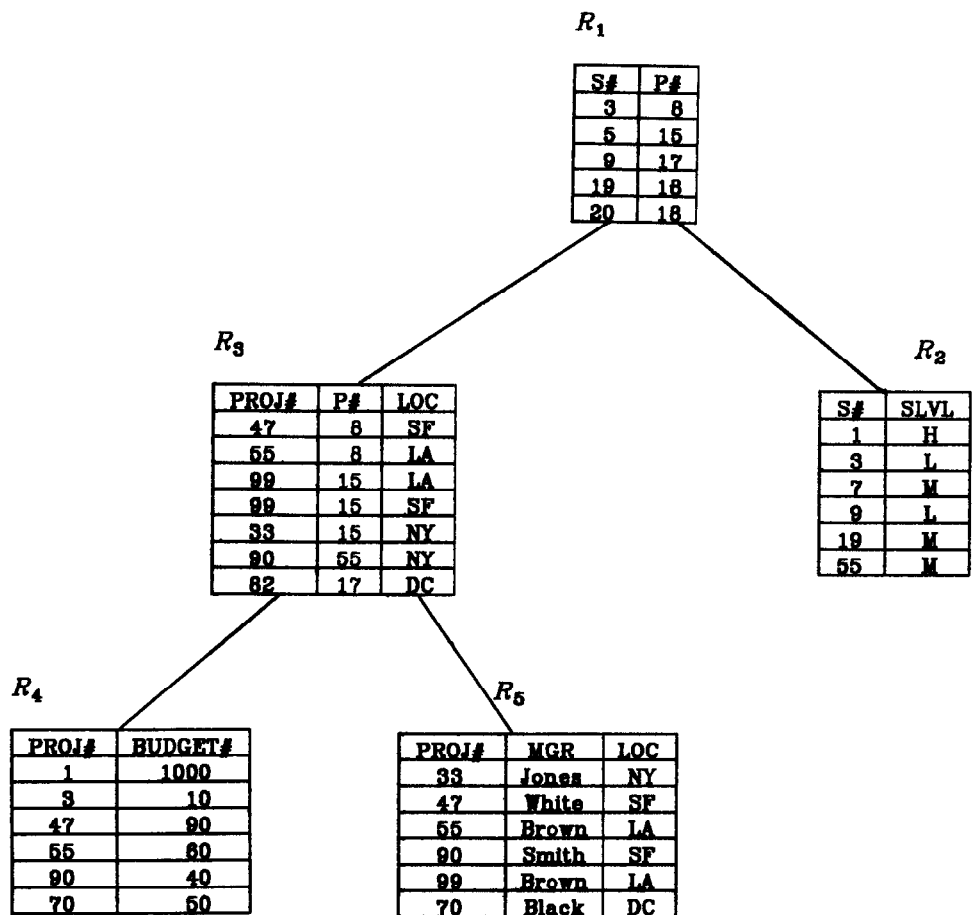 R1
S# P#
3 8
5 15
9 17
19 16
20 18
R3
PROJ# P# LOC
47 8 SF
55 8 LA
99 15 LA
99 15 SF
33 15 NY
90 55 NY
82 17 DC
R2
S# SLVL
1 H
3 L
7 M
9 L
19 M
55 M
R4
PROJ# BUDGET#
1 1000
3 10
47 90
55 60
90 40
70 50
R5
PROJ# MGR LOC
33 Jones NY
47 White SF
55 Brown LA
90 Smith SF
99 Brown LA
70 Black DC